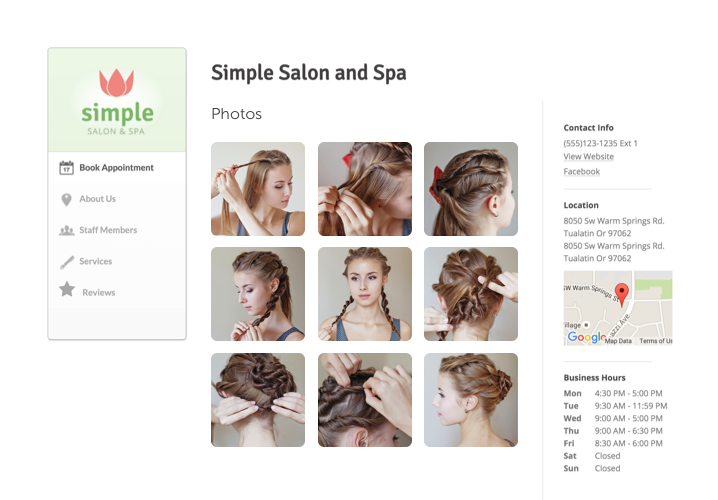 simple
SALON & SPA
17
Book Appointment
About Us
Staff Members
Services
Reviews
Simple Salon and Spa
Photos
Contact Info
(555)123-1235 Ext 1
View Website
Facebook
Location
8050 Sw Warm Springs Rd.
Tualatin Or 97062
8050 Sw Warm Springs Rd.
Tualatin Or 97062
SW Warm Springs St
illage
azzi Ave
Google
Map Data
Terms of Us
Business Hours
Mon 4:30 PM - 5:00 PM
Tue 9:30 AM - 11:59 PM
Wed 9:00 AM - 5:00 PM
Thu 9:00 AM - 6:30 PM
Fri 8:30 AM - 6:00 PM
Sat Closed
Sun Closed